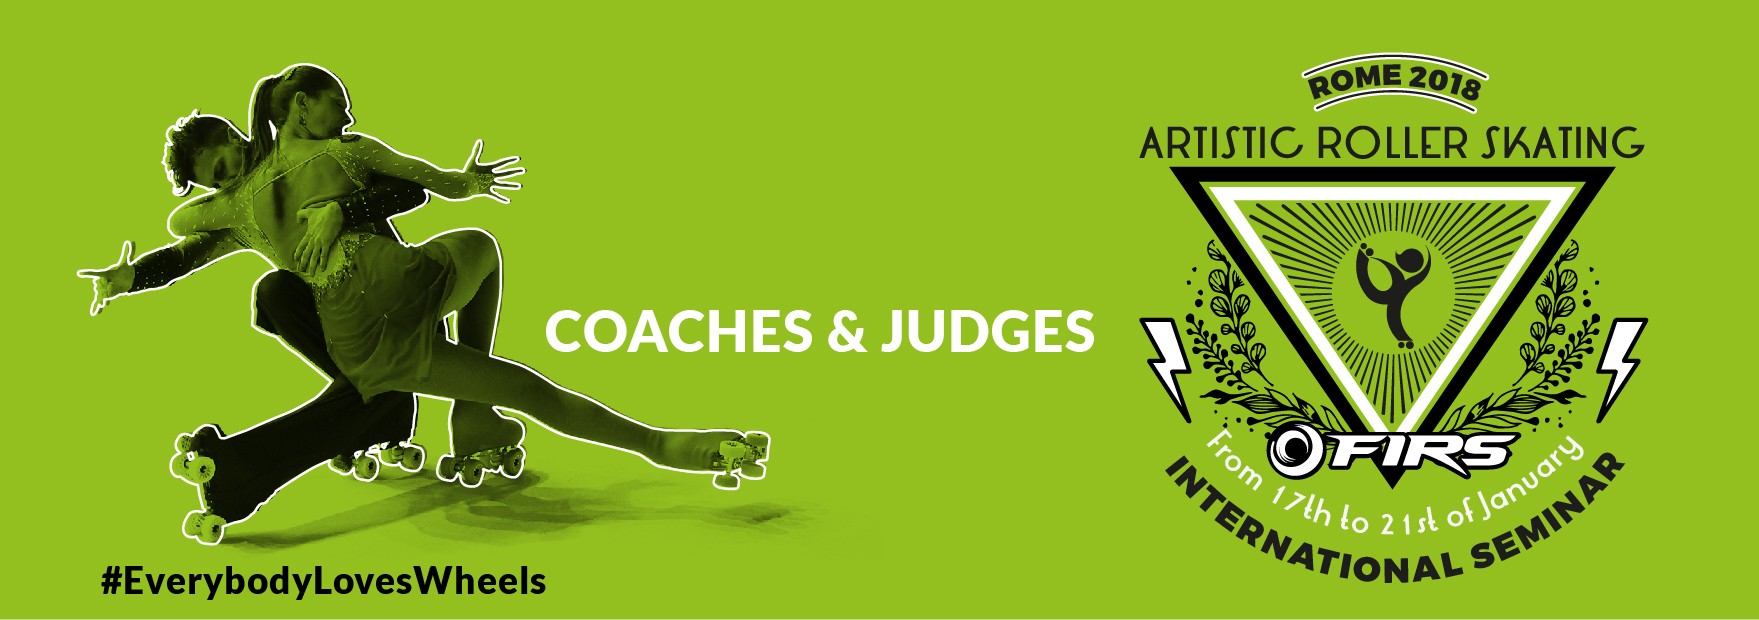 ROME 2018
ARTISTIC ROLLER SKATING
COACHES & JUDGES
FIRS
From 17th to 21st of January
INTERNATIONAL SEMINAR
#EverybodyLovesWheels